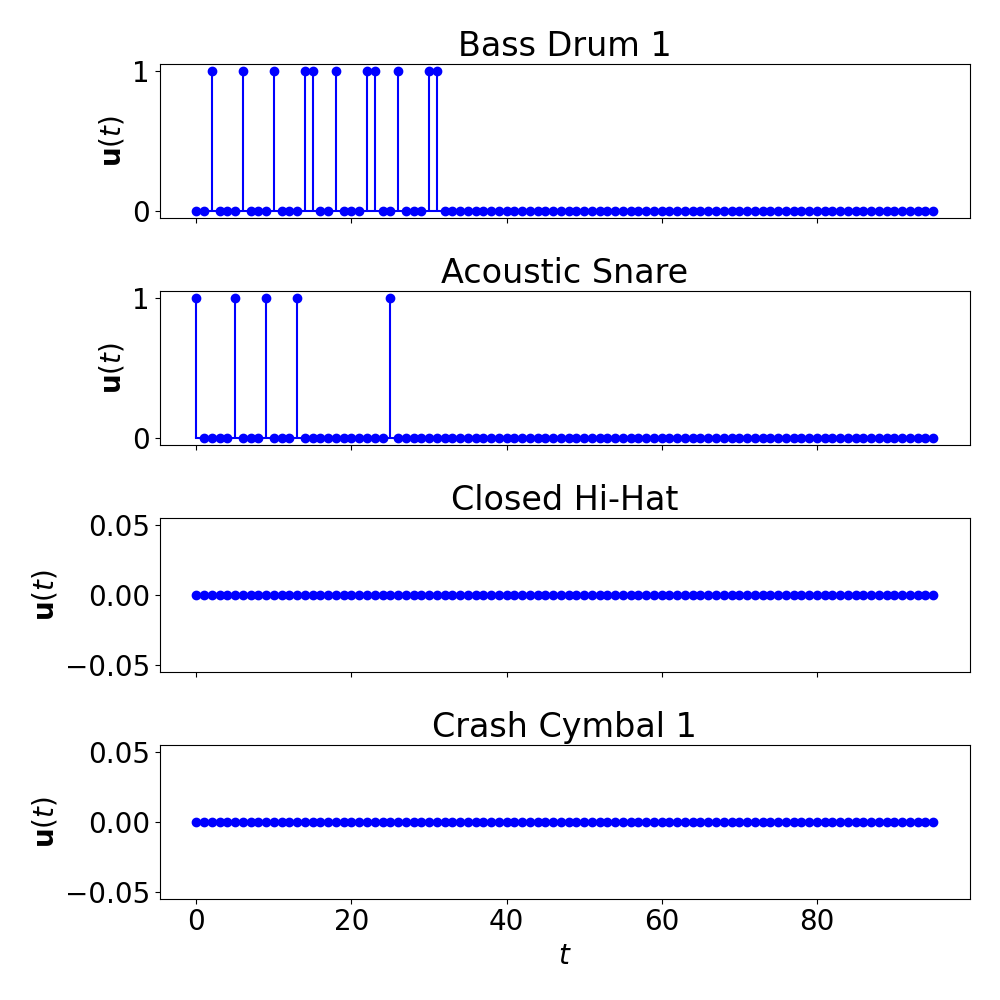 Bass Drum 1
1
u(t)
0
Acoustic Snare
1
u(t)
0
Closed Hi-Hat
0.05
u(t)
0.00
−0.05
Crash Cymbal 1
0.05
u(t)
0.00
−0.05
0 20 40 60 80
t